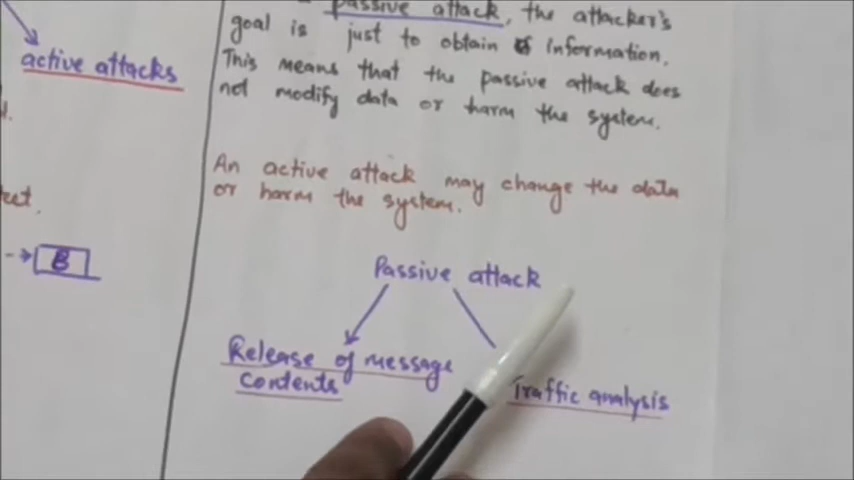 passive attack, the attacker's
goal is just to obtain information.
This means that the passive attack does
not modify data or harm the system.
An active attack may change the data
or harm the system.
Passive attack
Release of message
Contents
Traffic analysis
active attacks
B